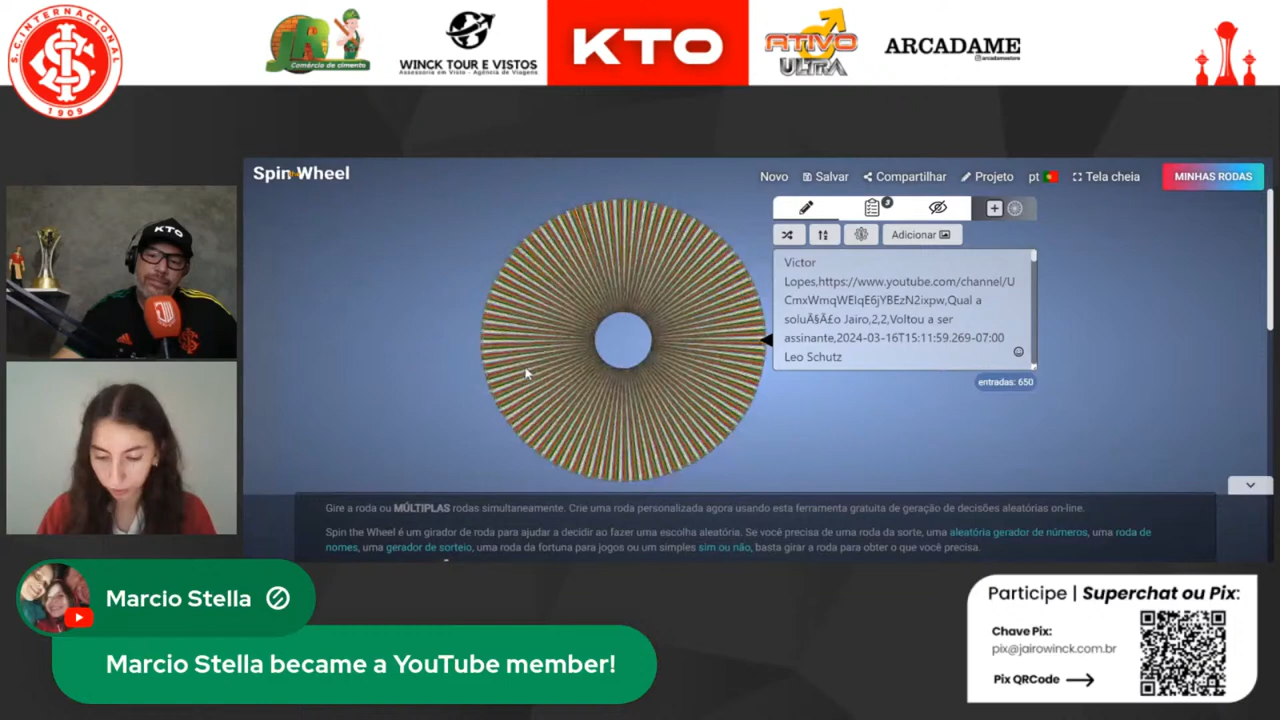 S.C. INTERNACIONAL
1909
JR
Comércio de cimento
WINCK TOUR E VISTOS
Assessoria em Visto - Agência de Viagens
KTO
ATIVO
ULTRA
ARCADAME
@arcadamestore
Spin the Wheel
Novo
Salvar
Compartilhar
Projeto
pt
Tela cheia
MINHAS RODAS
3
Adicionar
KTO
Victor
Lopes,https://www.youtube.com/channel/U
CmxWmqWEIqE6jYBEzN2ixpw,Qual a
soluÃ§Ã£o Jairo,2,2,Voltou a ser
assinante,2024-03-16T15:11:59.269-07:00
Leo Schutz
entradas: 650
Gire a roda ou MÚLTIPLAS rodas simultaneamente. Crie uma roda personalizada agora usando esta ferramenta gratuita de geração de decisões aleatórias on-line.
Spin the Wheel é um girador de roda para ajudar a decidir ao fazer uma escolha aleatória. Se você precisa de uma roda da sorte, uma aleatória gerador de números, uma roda de
nomes, uma gerador de sorteio, uma roda da fortuna para jogos ou um simples sim ou não, basta girar a roda para obter o que você precisa.
Marcio Stella
Marcio Stella became a YouTube member!
Participe | Superchat ou Pix:
Chave Pix:
pix@jairowinck.com.br
Pix QRCode